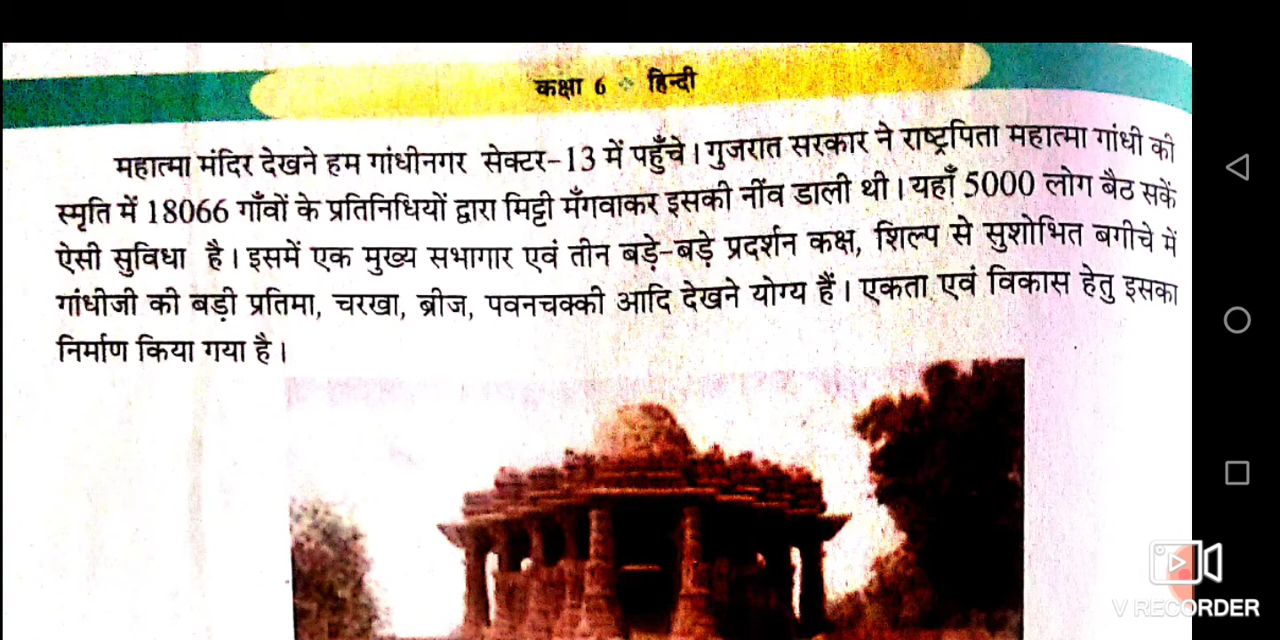 कक्षा 6 ❖ हिन्दी
महात्मा मंदिर देखने हम गांधीनगर सेक्टर-13 में पहुँचे। गुजरात सरकार ने राष्ट्रपिता महात्मा गांधी की
स्मृति में 18066 गाँवों के प्रतिनिधियों द्वारा मिट्टी मँगवाकर इसकी नींव डाली थी। यहाँ 5000 लोग बैठ सकें
ऐसी सुविधा है। इसमें एक मुख्य सभागार एवं तीन बड़े-बड़े प्रदर्शन कक्ष, शिल्प से सुशोभित बगीचे में
गांधीजी की बड़ी प्रतिमा, चरखा, ब्रीज, पवनचक्की आदि देखने योग्य हैं। एकता एवं विकास हेतु इसका
निर्माण किया गया है।
V RECORDER